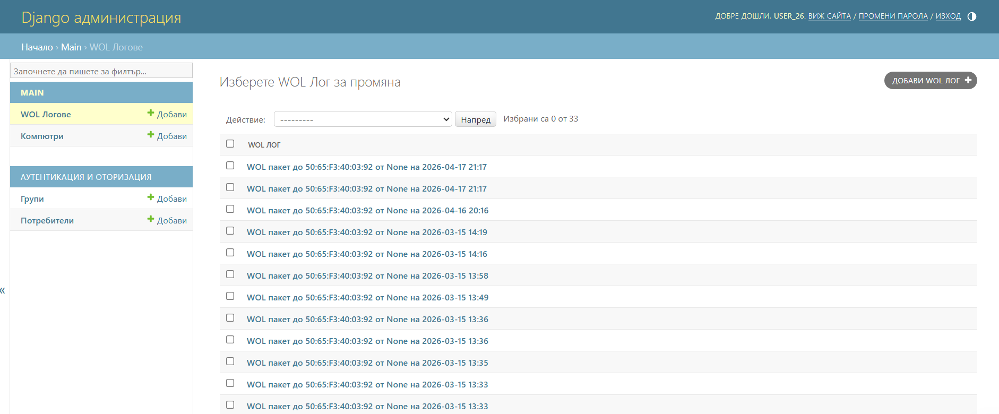 Django администрация
ДОБРЕ ДОШЛИ, USER_26. ВИЖ САЙТА / ПРОМЕНИ ПАРОЛА / ИЗХОД
Начало › Main › WOL Логове
Започнете да пишете за филтър...
MAIN
WOL Логове Добави
Компютри Добави
АУТЕНТИКАЦИЯ И ОТОРИЗАЦИЯ
Групи Добави
Потребители Добави
«
Изберете WOL Лог за промяна
ДОБАВИ WOL ЛОГ +
Действие: --------- Напред Избрани са 0 от 33
WOL ЛОГ
WOL пакет до 50:65:F3:40:03:92 от None на 2026-04-17 21:17
WOL пакет до 50:65:F3:40:03:92 от None на 2026-04-17 21:17
WOL пакет до 50:65:F3:40:03:92 от None на 2026-04-16 20:16
WOL пакет до 50:65:F3:40:03:92 от None на 2026-03-15 14:19
WOL пакет до 50:65:F3:40:03:92 от None на 2026-03-15 14:16
WOL пакет до 50:65:F3:40:03:92 от None на 2026-03-15 13:58
WOL пакет до 50:65:F3:40:03:92 от None на 2026-03-15 13:49
WOL пакет до 50:65:F3:40:03:92 от None на 2026-03-15 13:36
WOL пакет до 50:65:F3:40:03:92 от None на 2026-03-15 13:36
WOL пакет до 50:65:F3:40:03:92 от None на 2026-03-15 13:35
WOL пакет до 50:65:F3:40:03:92 от None на 2026-03-15 13:33
WOL пакет до 50:65:F3:40:03:92 от None на 2026-03-15 13:33